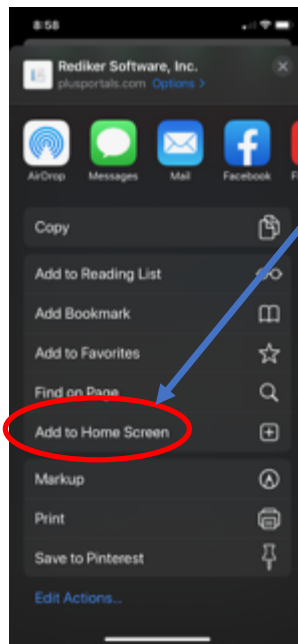 8:58
Rediker Software, Inc.
plusportals.com Options >
AirDrop Messages Mail Facebook
Copy
Add to Reading List
Add Bookmark
Add to Favorites
Find on Page
Add to Home Screen
Markup
Print
Save to Pinterest
Edit Actions...